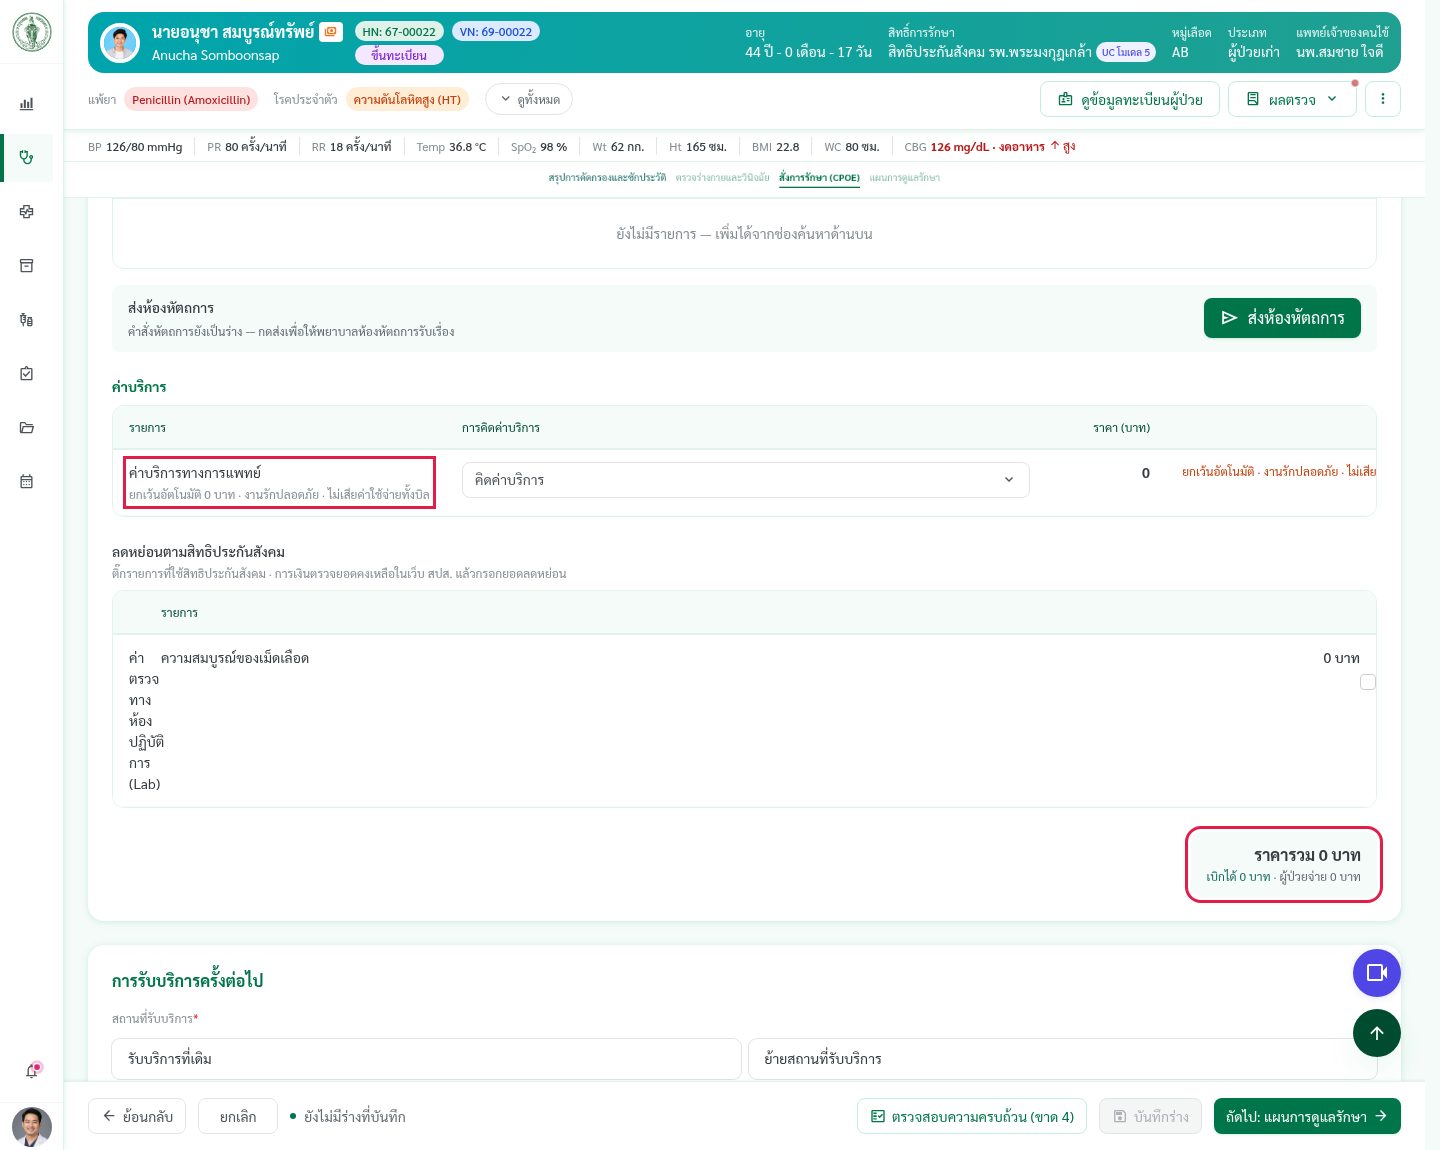 นายอนุชา สมบูรณ์ทรัพย์
Anucha Somboonsap
HN: 67-00022
VN: 69-00022
ขึ้นทะเบียน
อายุ
44 ปี - 0 เดือน - 17 วัน
สิทธิ์การรักษา
สิทธิประกันสังคม รพ.พระมงกุฎเกล้า
UC โมเดล 5
หมู่เลือด
AB
ประเภท
ผู้ป่วยเก่า
แพทย์เจ้าของคนไข้
นพ.สมชาย ใจดี
แพ้ยา
Penicillin (Amoxicillin)
โรคประจำตัว
ความดันโลหิตสูง (HT)
ดูทั้งหมด
ดูข้อมูลทะเบียนผู้ป่วย
ผลตรวจ
BP 126/80 mmHg
PR 80 ครั้ง/นาที
RR 18 ครั้ง/นาที
Temp 36.8 °C
SpO₂ 98 %
Wt 62 กก.
Ht 165 ซม.
BMI 22.8
WC 80 ซม.
CBG 126 mg/dL · งดอาหาร ↑ สูง
สรุปการคัดกรองและซักประวัติ
ตรวจร่างกายและวินิจฉัย
สั่งการรักษา (CPOE)
แผนการดูแลรักษา
ยังไม่มีรายการ — เพิ่มได้จากช่องค้นหาด้านบน
ส่งห้องหัตถการ
คำสั่งหัตถการยังเป็นร่าง — กดส่งเพื่อให้พยาบาลห้องหัตถการรับเรื่อง
ส่งห้องหัตถการ
ค่าบริการ
รายการ
การคิดค่าบริการ
ราคา (บาท)
ค่าบริการทางการแพทย์
ยกเว้นอัตโนมัติ 0 บาท · งานรักปลอดภัย · ไม่เสียค่าใช้จ่ายทั้งบิล
คิดค่าบริการ
0
ยกเว้นอัตโนมัติ · งานรักปลอดภัย · ไม่เสีย
ลดหย่อนตามสิทธิประกันสังคม
ติ๊กรายการที่ใช้สิทธิประกันสังคม · การเงินตรวจยอดคงเหลือในเว็บ สปส. แล้วกรอกยอดลดหย่อน
รายการ
ค่า
ตรวจ
ทาง
ห้อง
ปฏิบัติ
การ
(Lab)
ความสมบูรณ์ของเม็ดเลือด
0 บาท
ราคารวม 0 บาท
เบิกได้ 0 บาท · ผู้ป่วยจ่าย 0 บาท
การรับบริการครั้งต่อไป
สถานที่รับบริการ*
รับบริการที่เดิม
ย้ายสถานที่รับบริการ
ย้อนกลับ
ยกเลิก
ยังไม่มีร่างที่บันทึก
ตรวจสอบความครบถ้วน (ขาด 4)
บันทึกร่าง
ถัดไป: แผนการดูแลรักษา